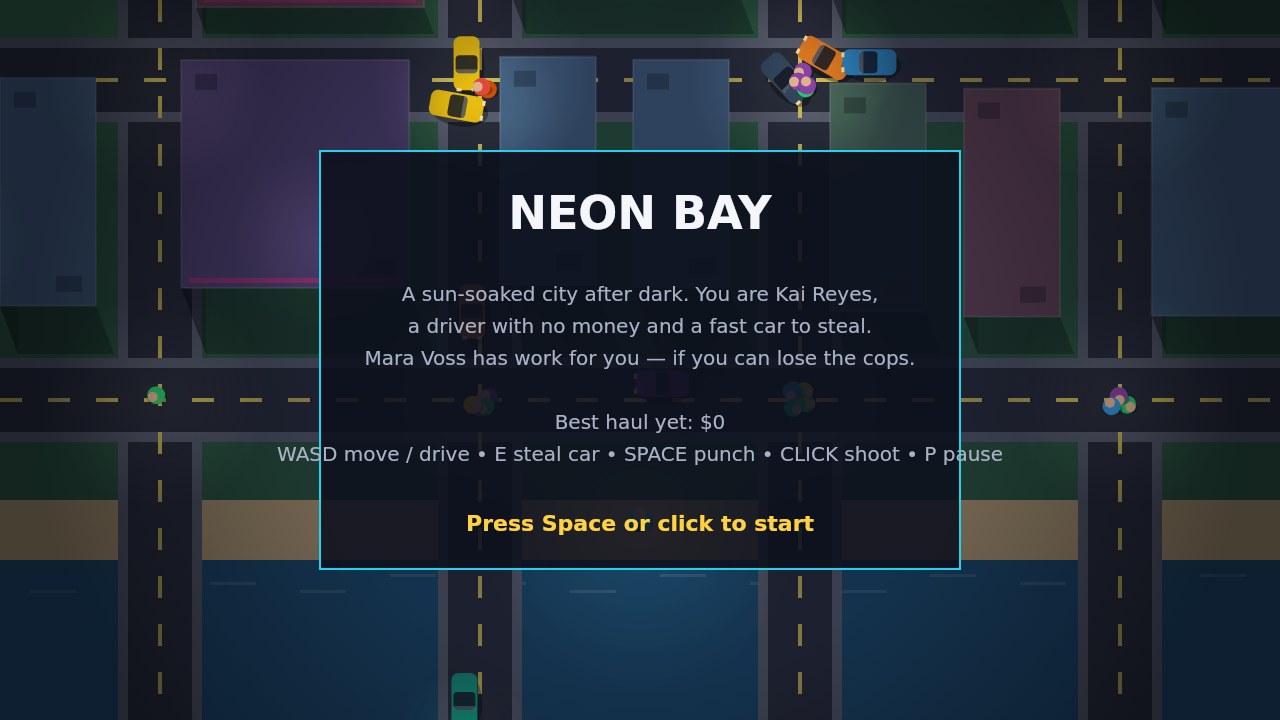 NEON BAY
A sun-soaked city after dark. You are Kai Reyes,
a driver with no money and a fast car to steal.
Mara Voss has work for you — if you can lose the cops.
Best haul yet: $0
WASD move / drive • E steal car • SPACE punch • CLICK shoot • P pause
Press Space or click to start